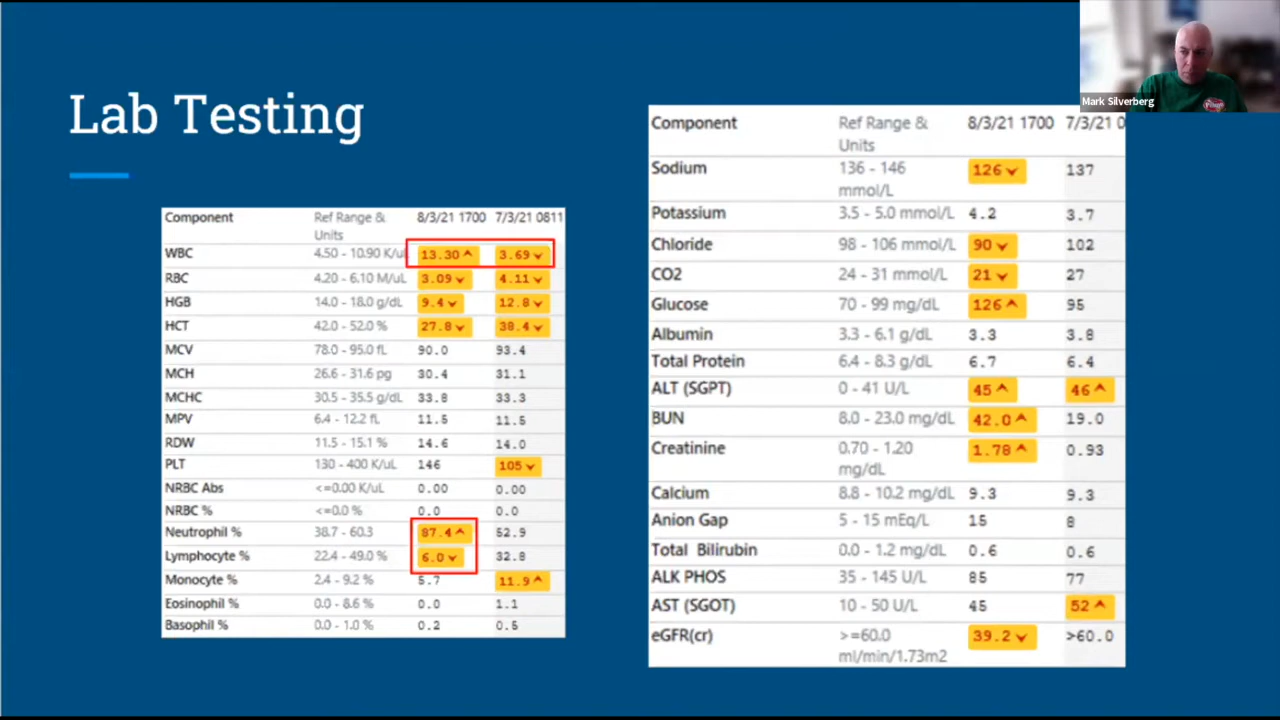 Lab Testing
Mark Silverberg
Component Ref Range & Units 8/3/21 1700 7/3/21 0811
WBC 4.50 - 10.90 K/uL 13.30 3.69
RBC 4.20 - 6.10 M/uL 3.09 4.11
HGB 14.0 - 18.0 g/dL 9.4 12.8
HCT 42.0 - 52.0 % 27.8 38.4
MCV 78.0 - 95.0 fL 90.0 93.4
MCH 26.6 - 31.6 pg 30.4 31.1
MCHC 30.5 - 35.5 g/dL 33.8 33.3
MPV 6.4 - 12.2 fL 11.5 11.5
RDW 11.5 - 15.1 % 14.6 14.0
PLT 130 - 400 K/uL 146 105
NRBC Abs <=0.00 K/uL 0.00 0.00
NRBC % <=0.0 % 0.0 0.0
Neutrophil % 38.7 - 60.3 87.4 52.9
Lymphocyte % 22.4 - 49.0 % 6.0 32.8
Monocyte % 2.4 - 9.2 % 5.7 11.9
Eosinophil % 0.0 - 8.6 % 0.0 1.1
Basophil % 0.0 - 1.0 % 0.2 0.5
Component Ref Range & Units 8/3/21 1700 7/3/21 0
Sodium 136 - 146 mmol/L 126 137
Potassium 3.5 - 5.0 mmol/L 4.2 3.7
Chloride 98 - 106 mmol/L 90 102
CO2 24 - 31 mmol/L 21 27
Glucose 70 - 99 mg/dL 126 95
Albumin 3.3 - 6.1 g/dL 3.3 3.8
Total Protein 6.4 - 8.3 g/dL 6.7 6.4
ALT (SGPT) 0 - 41 U/L 45 46
BUN 8.0 - 23.0 mg/dL 42.0 19.0
Creatinine 0.70 - 1.20 mg/dL 1.78 0.93
Calcium 8.8 - 10.2 mg/dL 9.3 9.3
Anion Gap 5 - 15 mEq/L 15 8
Total Bilirubin 0.0 - 1.2 mg/dL 0.6 0.6
ALK PHOS 35 - 145 U/L 85 77
AST (SGOT) 10 - 50 U/L 45 52
eGFR(cr) >=60.0 ml/min/1.73m2 39.2 >60.0